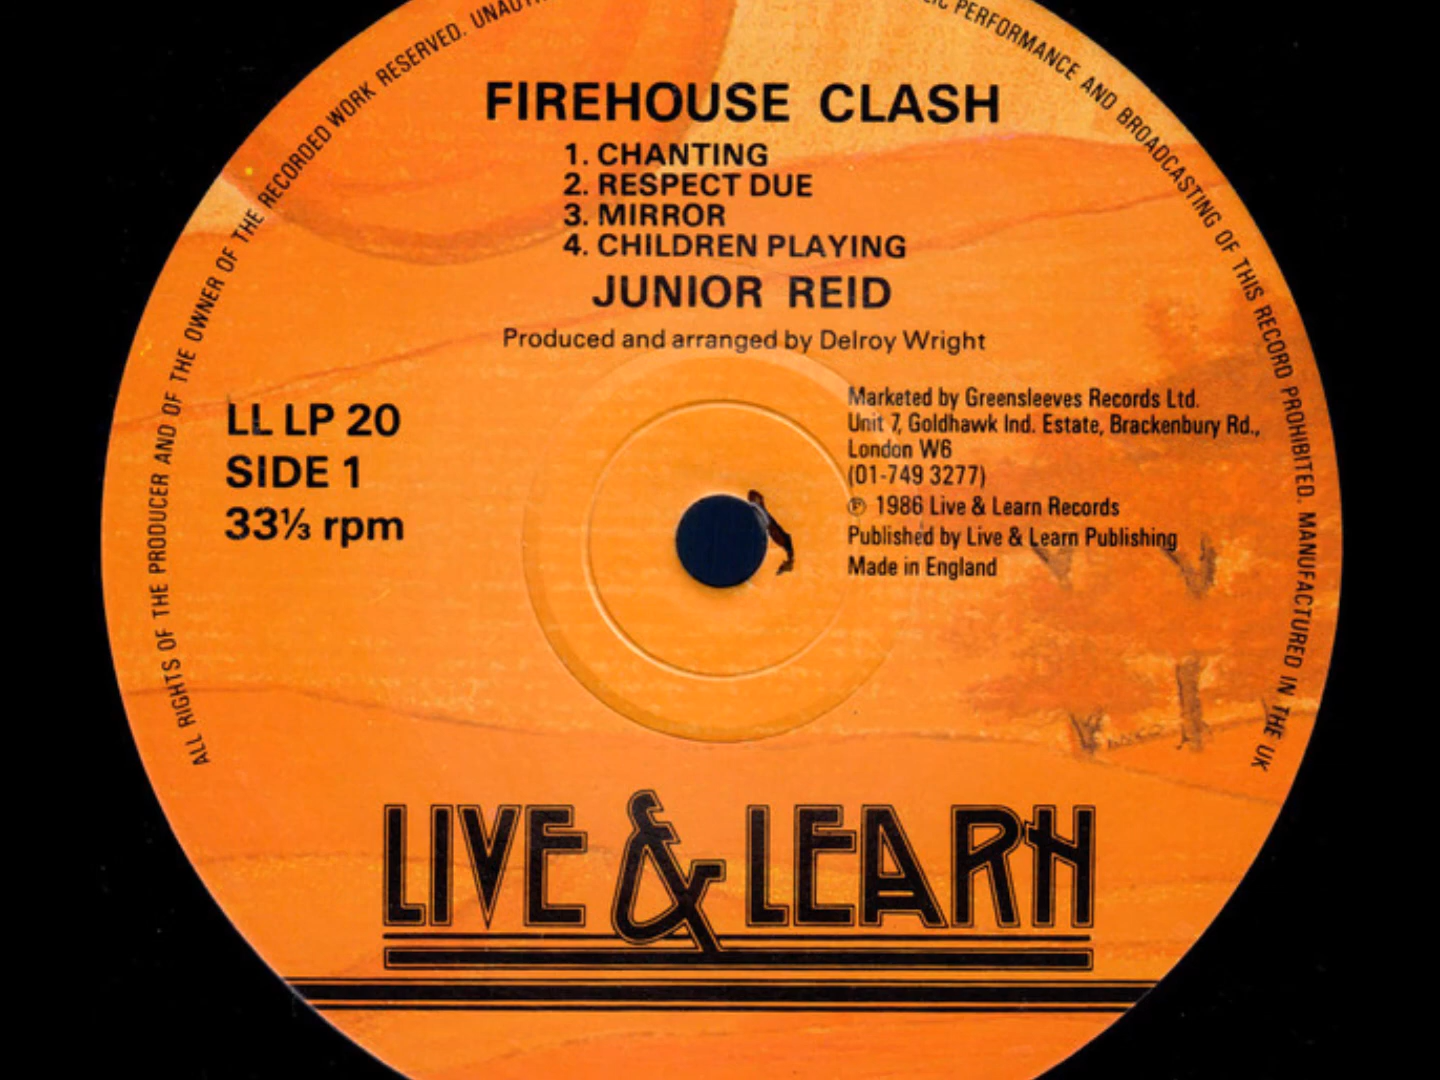 FIREHOUSE CLASH
1. CHANTING
2. RESPECT DUE
3. MIRROR
4. CHILDREN PLAYING
JUNIOR REID
Produced and arranged by Delroy Wright
LL LP 20
SIDE 1
33⅓ rpm
Marketed by Greensleeves Records Ltd.
Unit 7, Goldhawk Ind. Estate, Brackenbury Rd.,
London W6
(01-749 3277)
℗ 1986 Live & Learn Records
Published by Live & Learn Publishing
Made in England
ALL RIGHTS OF THE PRODUCER AND OF THE OWNER OF THE RECORDED WORK RESERVED.
PERFORMANCE AND BROADCASTING OF THIS RECORD PROHIBITED. MANUFACTURED IN THE UK
LIVE & LEARN